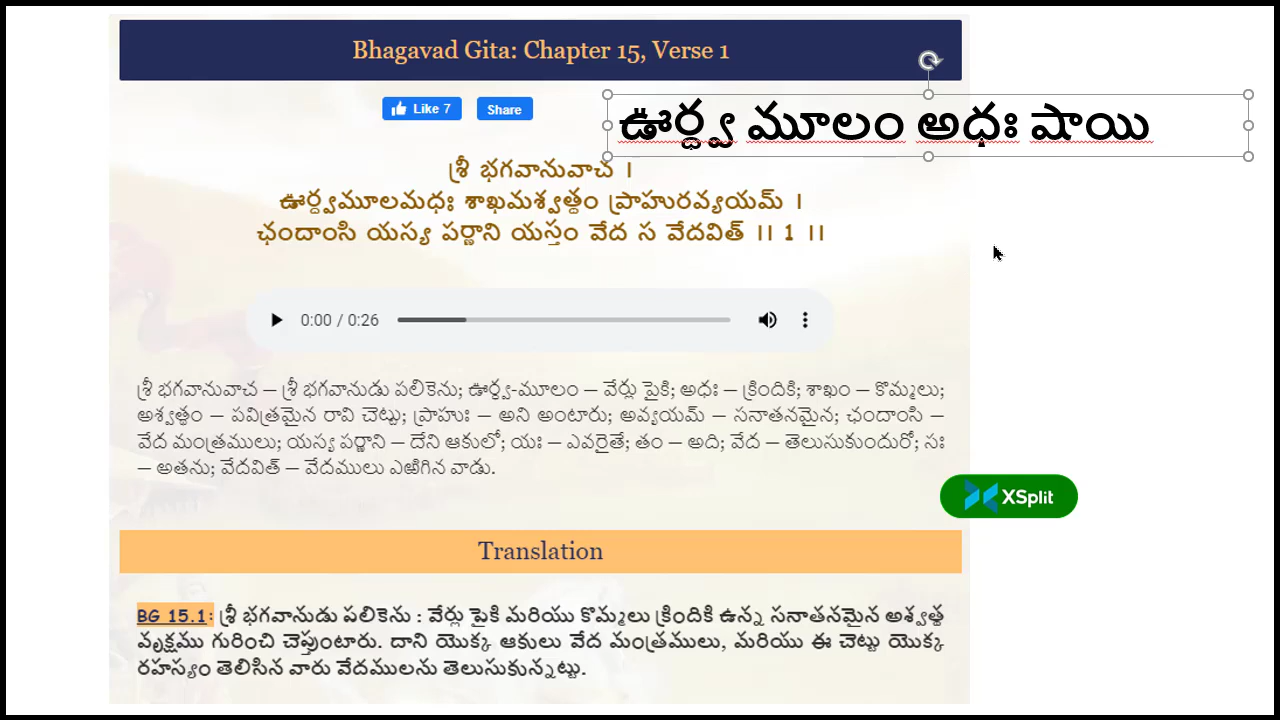 Bhagavad Gita: Chapter 15, Verse 1
Like 7 Share
ఊర్ధ్వ మూలం అధః షాయి
శ్రీ భగవానువాచ ।
ఊర్ద్వమూలమధః శాఖమశ్వత్థం ప్రాహురవ్యయమ్ ।
ఛందాంసి యస్య పర్ణాని యస్తం వేద స వేదవిత్ ।। 1 ।।
0:00 / 0:26
శ్రీ భగవానువాచ — శ్రీ భగవానుడు పలికెను; ఊర్ధ్వ-మూలం — వేర్లు పైకి; అధః — క్రిందికి; శాఖం — కొమ్మలు;
అశ్వత్థం — పవిత్రమైన రావి చెట్టు; ప్రాహుః — అని అంటారు; అవ్యయమ్ — సనాతనమైన; ఛందాంసి —
వేద మంత్రములు; యస్య పర్ణాని — దేని ఆకులో; యః — ఎవరైతే; తం — అది; వేద — తెలుసుకుందురో; సః
— అతను; వేదవిత్ — వేదములు ఎఱిగిన వాడు.
XSplit
Translation
BG 15.1: శ్రీ భగవానుడు పలికెను : వేర్లు పైకి మరియు కొమ్మలు క్రిందికి ఉన్న సనాతనమైన అశ్వత్థ
వృక్షము గురించి చెప్తుంటారు. దాని యొక్క ఆకులు వేద మంత్రములు, మరియు ఈ చెట్టు యొక్క
రహస్యం తెలిసిన వారు వేదములను తెలుసుకున్నట్టు.